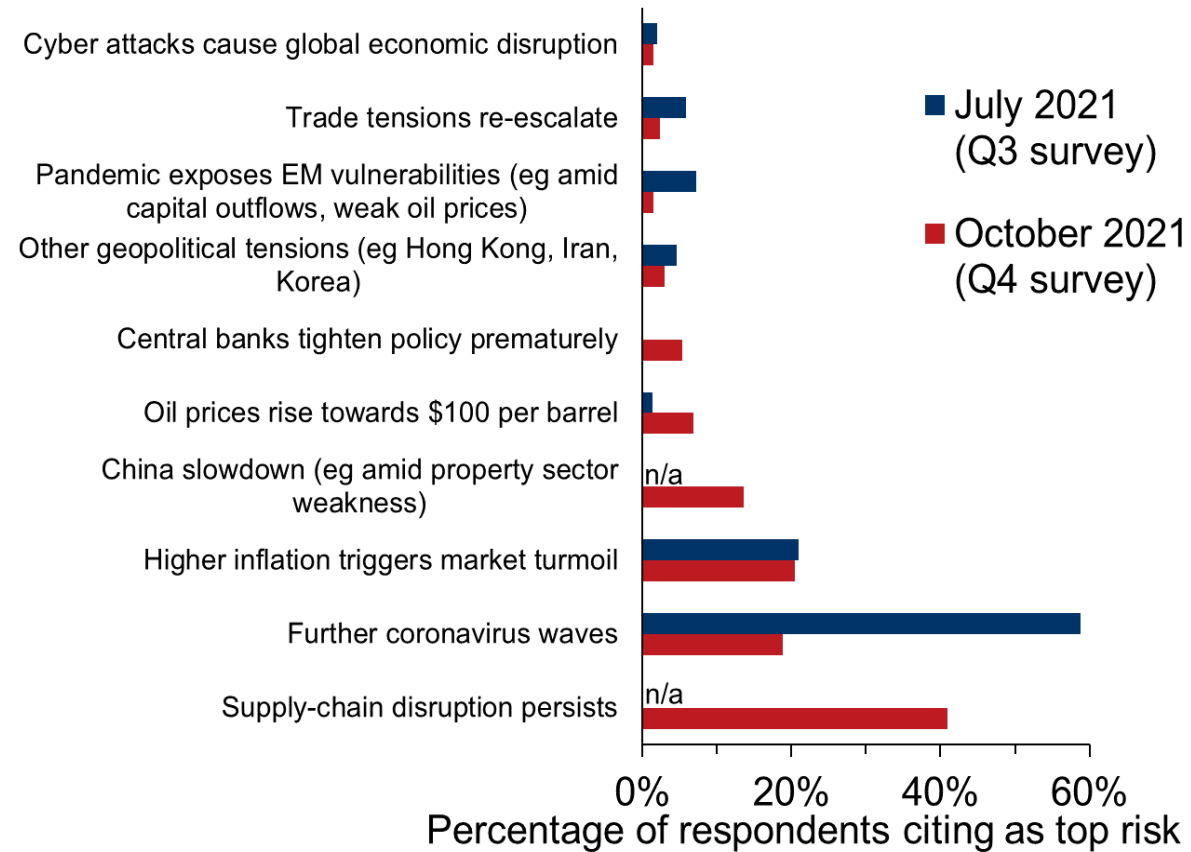 Cyber attacks cause global economic disruption
Trade tensions re-escalate
Pandemic exposes EM vulnerabilities (eg amid
capital outflows, weak oil prices)
Other geopolitical tensions (eg Hong Kong, Iran,
Korea)
Central banks tighten policy prematurely
Oil prices rise towards $100 per barrel
China slowdown (eg amid property sector
weakness)
n/a
Higher inflation triggers market turmoil
Further coronavirus waves
Supply-chain disruption persists
n/a
July 2021
(Q3 survey)
October 2021
(Q4 survey)
0% 20% 40% 60%
Percentage of respondents citing as top risk